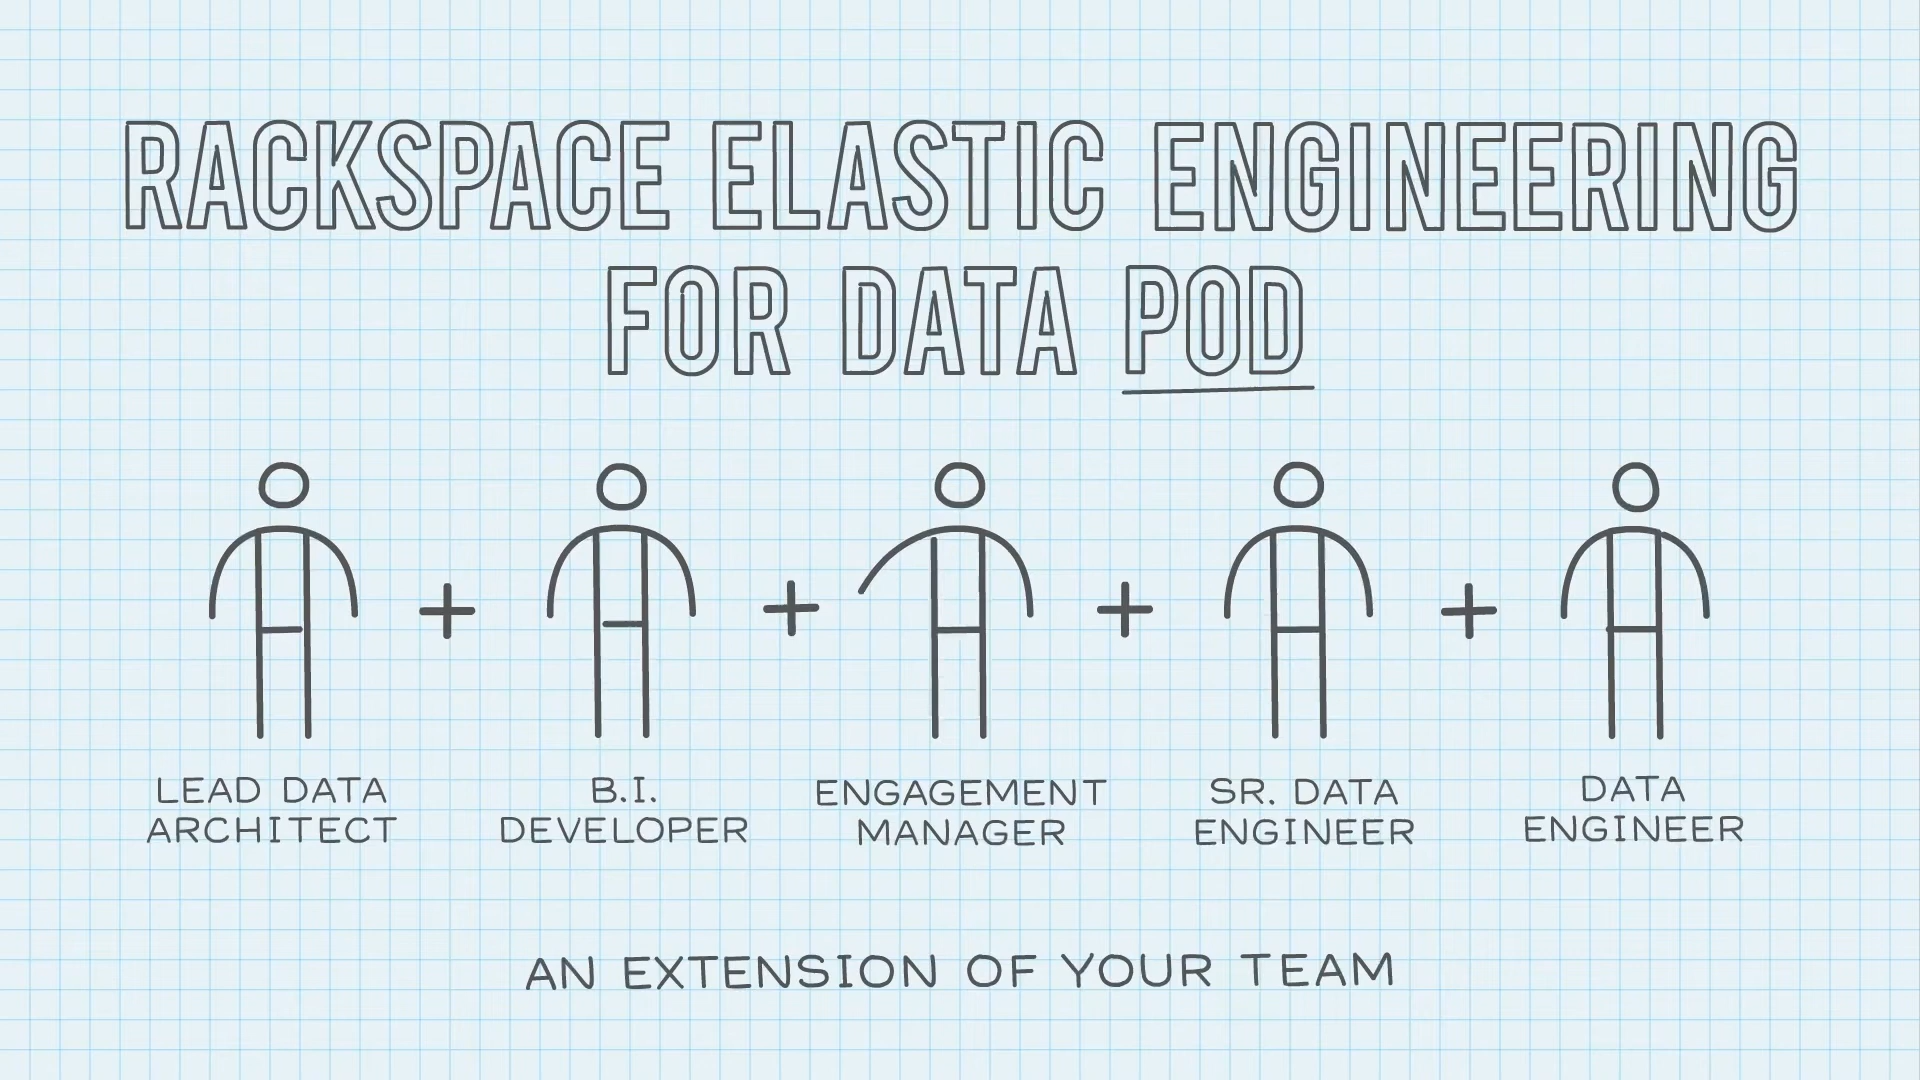 RACKSPACE ELASTIC ENGINEERING
FOR DATA POD
LEAD DATA
ARCHITECT
B.I.
DEVELOPER
ENGAGEMENT
MANAGER
SR. DATA
ENGINEER
DATA
ENGINEER
AN EXTENSION OF YOUR TEAM